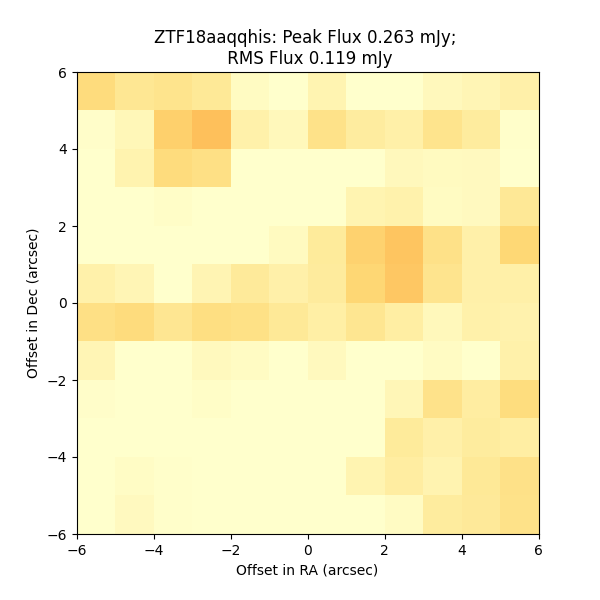 ZTF18aaqqhis: Peak Flux 0.263 mJy;
RMS Flux 0.119 mJy
6
4
2
0
−2
−4
−6
Offset in Dec (arcsec)
−6 −4 −2 0 2 4 6
Offset in RA (arcsec)